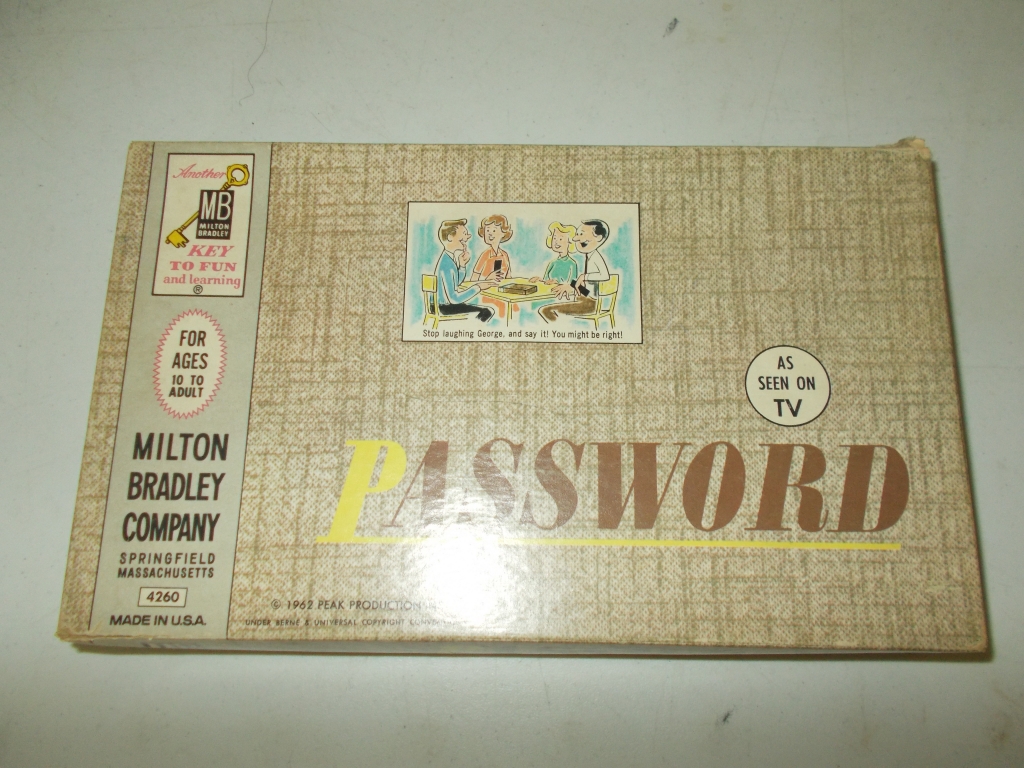 Another
MB
MILTON
BRADLEY
KEY
TO FUN
and learning
®
FOR
AGES
10 TO
ADULT
MILTON
BRADLEY
COMPANY
SPRINGFIELD
MASSACHUSETTS
4260
MADE IN U.S.A.
Stop laughing George, and say it! You might be right!
AS
SEEN ON
TV
PASSWORD
© 1962 PEAK PRODUCTION
UNDER BERNE & UNIVERSAL COPYRIGHT